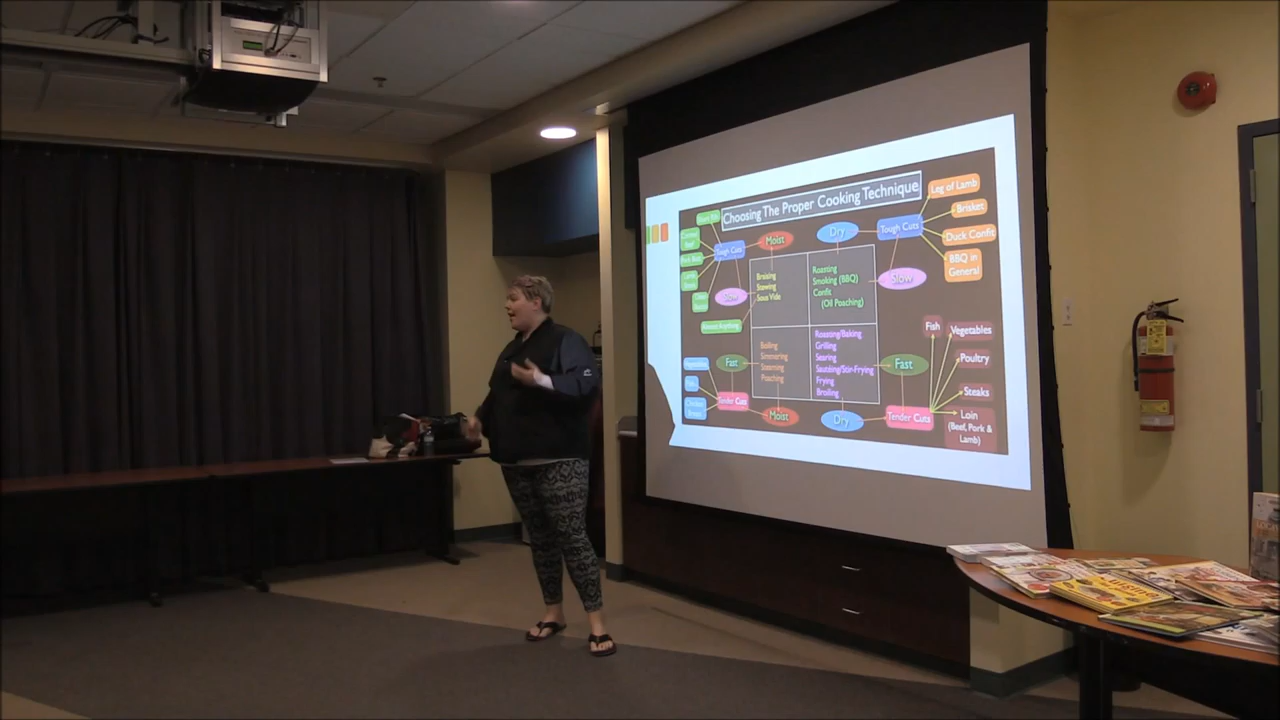 Choosing The Proper Cooking Technique
Moist
Dry
Tough Cuts
Tough Cuts
Slow
Slow
Leg of Lamb
Brisket
Duck Confit
BBQ in
General
Almost Anything
Braising
Stewing
Sous Vide
Roasting
Smoking (BBQ)
Confit
(Oil Poaching)
Boiling
Simmering
Steaming
Poaching
Roasting/Baking
Grilling
Searing
Sautéing/Stir-Frying
Frying
Broiling
Fast
Fast
Tender Cuts
Tender Cuts
Moist
Dry
Fish
Vegetables
Poultry
Steaks
Loin
(Beef, Pork &
Lamb)